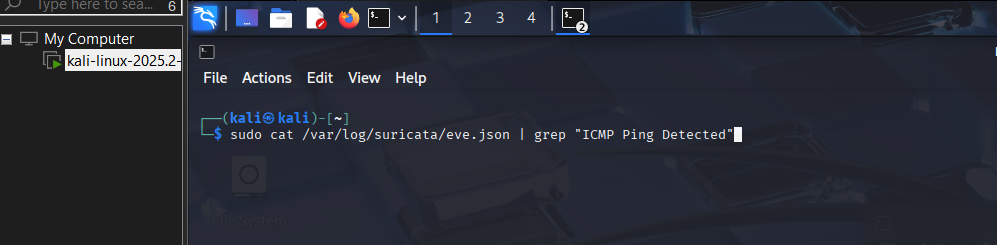 Type here to sea... 6
My Computer
kali-linux-2025.2-
1 2 3 4 2
File Actions Edit View Help
┌──(kali㉿kali)-[~]
└─$ sudo cat /var/log/suricata/eve.json | grep "ICMP Ping Detected"
File System